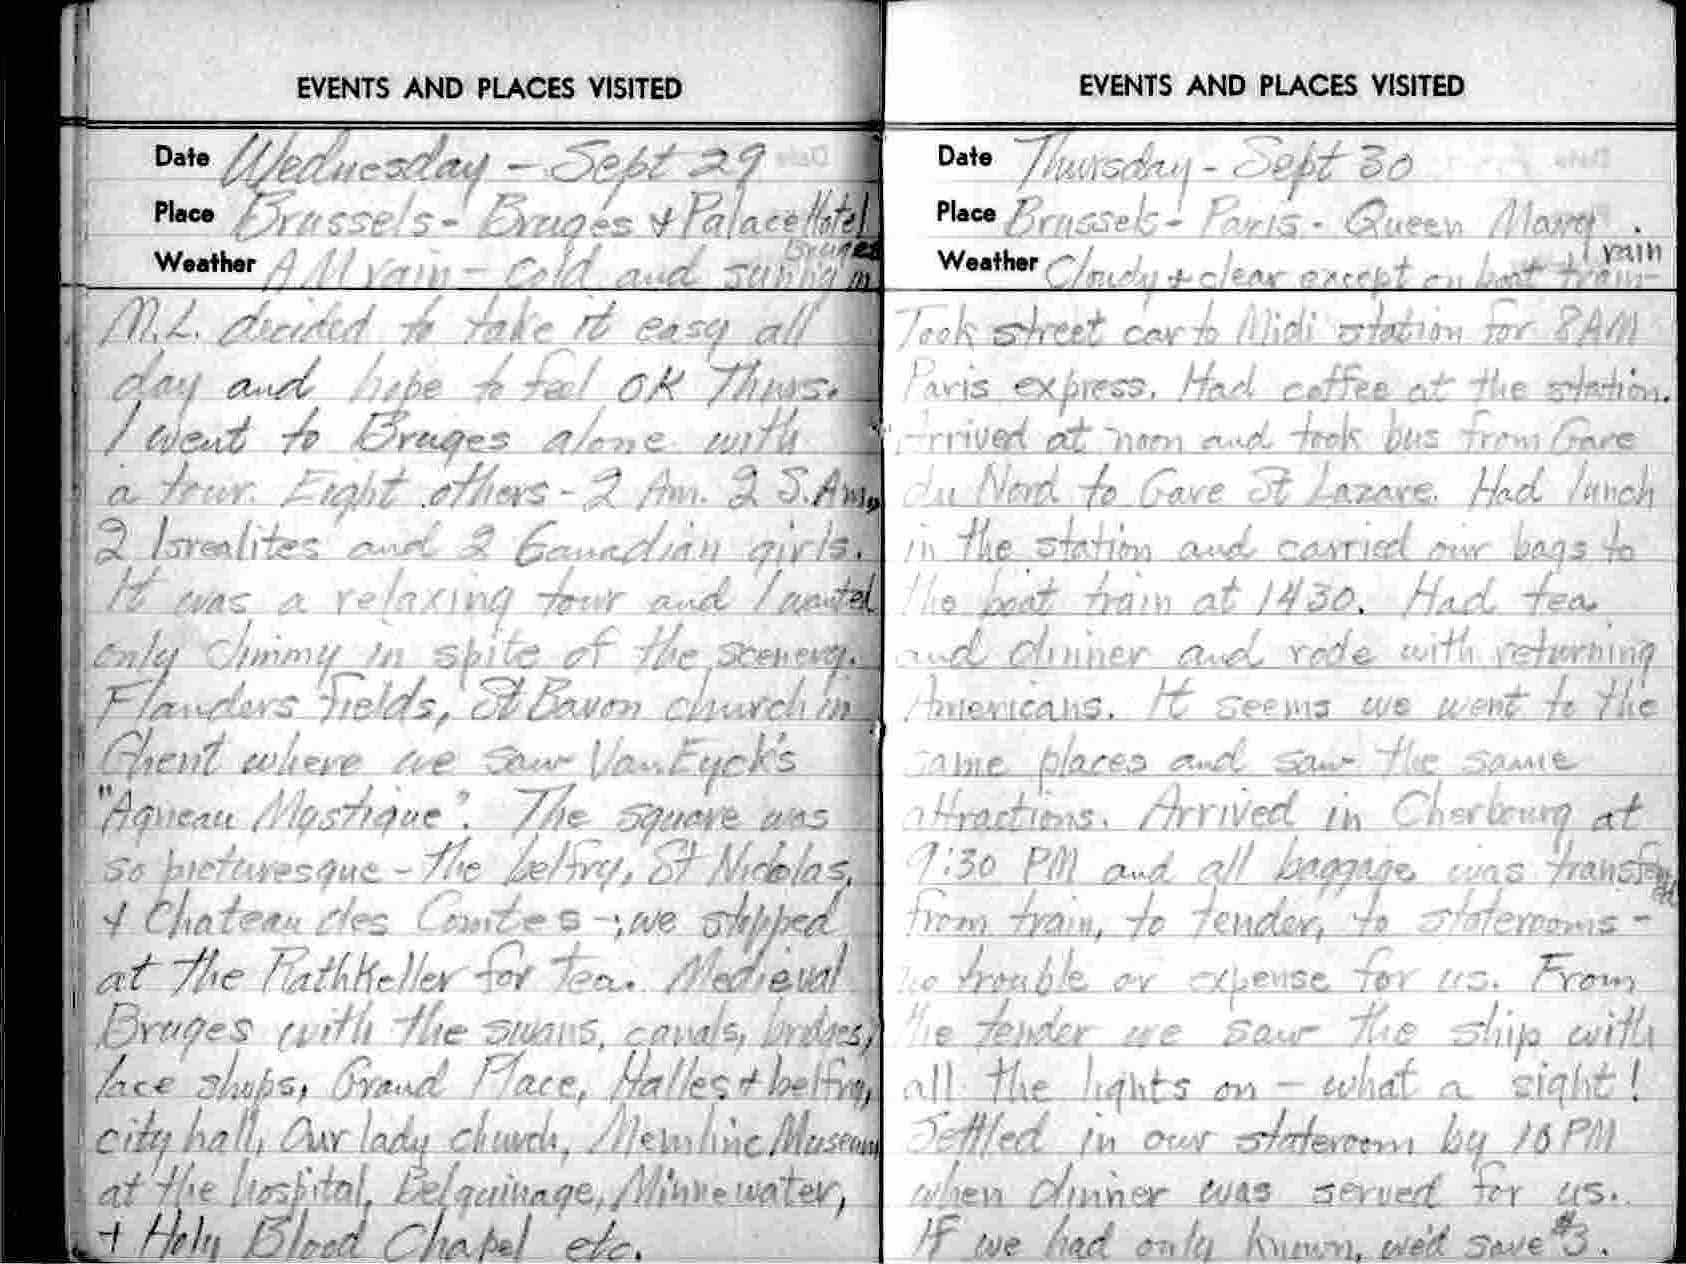 EVENTS AND PLACES VISITED
Date Wednesday - Sept 29
Place Brussels - Bruges + Palace Hotel
Weather AM rain - cold and sunny in Bruges
M.L. decided to take it easy all
day and hope to feel OK Thurs.
I went to Bruges alone with
a tour. Eight others - 2 Am. 2 S.Am,
2 Isrealites and 2 Canadian girls.
It was a relaxing tour and I wanted
only chimmy in spite of the scenery.
Flanders fields, St Bavon church in
Ghent where we saw Van Eyck's
"Agneau Mystique". The square was
so picturesque - the belfry, St Nicolas,
+ Chateau des Comtes -; we stopped
at the RathKeller for tea. Medieval
Bruges with the swans, canals, bridges,
lace shops, Grand Place, Halles + belfry,
city hall, Our lady church, Memlinc Museum
at the hospital, Belquinage, Minnewater,
+ Holy Blood Chapel etc.
EVENTS AND PLACES VISITED
Date Thursday - Sept 30
Place Brussels - Paris - Queen Mary
Weather Cloudy + clear except on boat train - rain
Took street car to Midi station for 8AM
Paris express. Had coffee at the station.
Arrived at noon and took bus from Gare
du Nord to Gare St Lazare. Had lunch
in the station and carried our bags to
the boat train at 1430. Had tea
and dinner and rode with returning
Americans. It seems we went to the
same places and saw the same
attractions. Arrived in Cherbourg at
9:30 PM and all baggage was transfered
from train, to tender, to staterooms -
no trouble or expense for us. From
the tender we saw the ship with
all the lights on - what a sight!
Settled in our stateroom by 10 PM
when dinner was served for us.
If we had only known, we'd save $3.